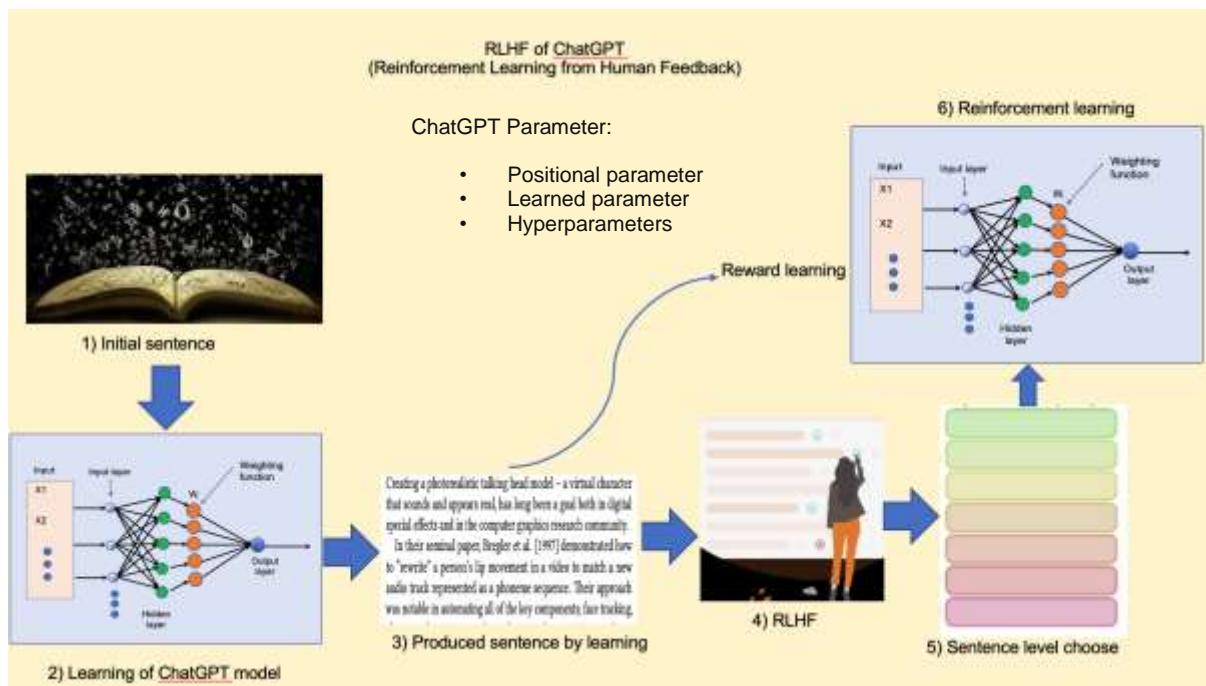 RLHF of ChatGPT
(Reinforcement Learning from Human Feedback)
ChatGPT Parameter:
• Positional parameter
• Learned parameter
• Hyperparameters
1) Initial sentence
Input
X1
X2
Input layer
Weighting
function
Wi
Hidden
layer
Output
layer
2) Learning of ChatGPT model
Creating a photorealistic talking head model – a virtual character
that sounds and appears real, has long been a goal both in digital
special effects and in the computer graphics research community.
In their seminal paper, Bregler et al. [1997] demonstrated how
to "rewrite" a person's lip movement in a video to match a new
audio track represented as a phoneme sequence. Their approach
was notable in automating all of the key components, face tracking,
3) Produced sentence by learning
Reward learning
4) RLHF
5) Sentence level choose
6) Reinforcement learning
Input
X1
X2
Input layer
Weighting
function
Hidden
layer
Output
layer